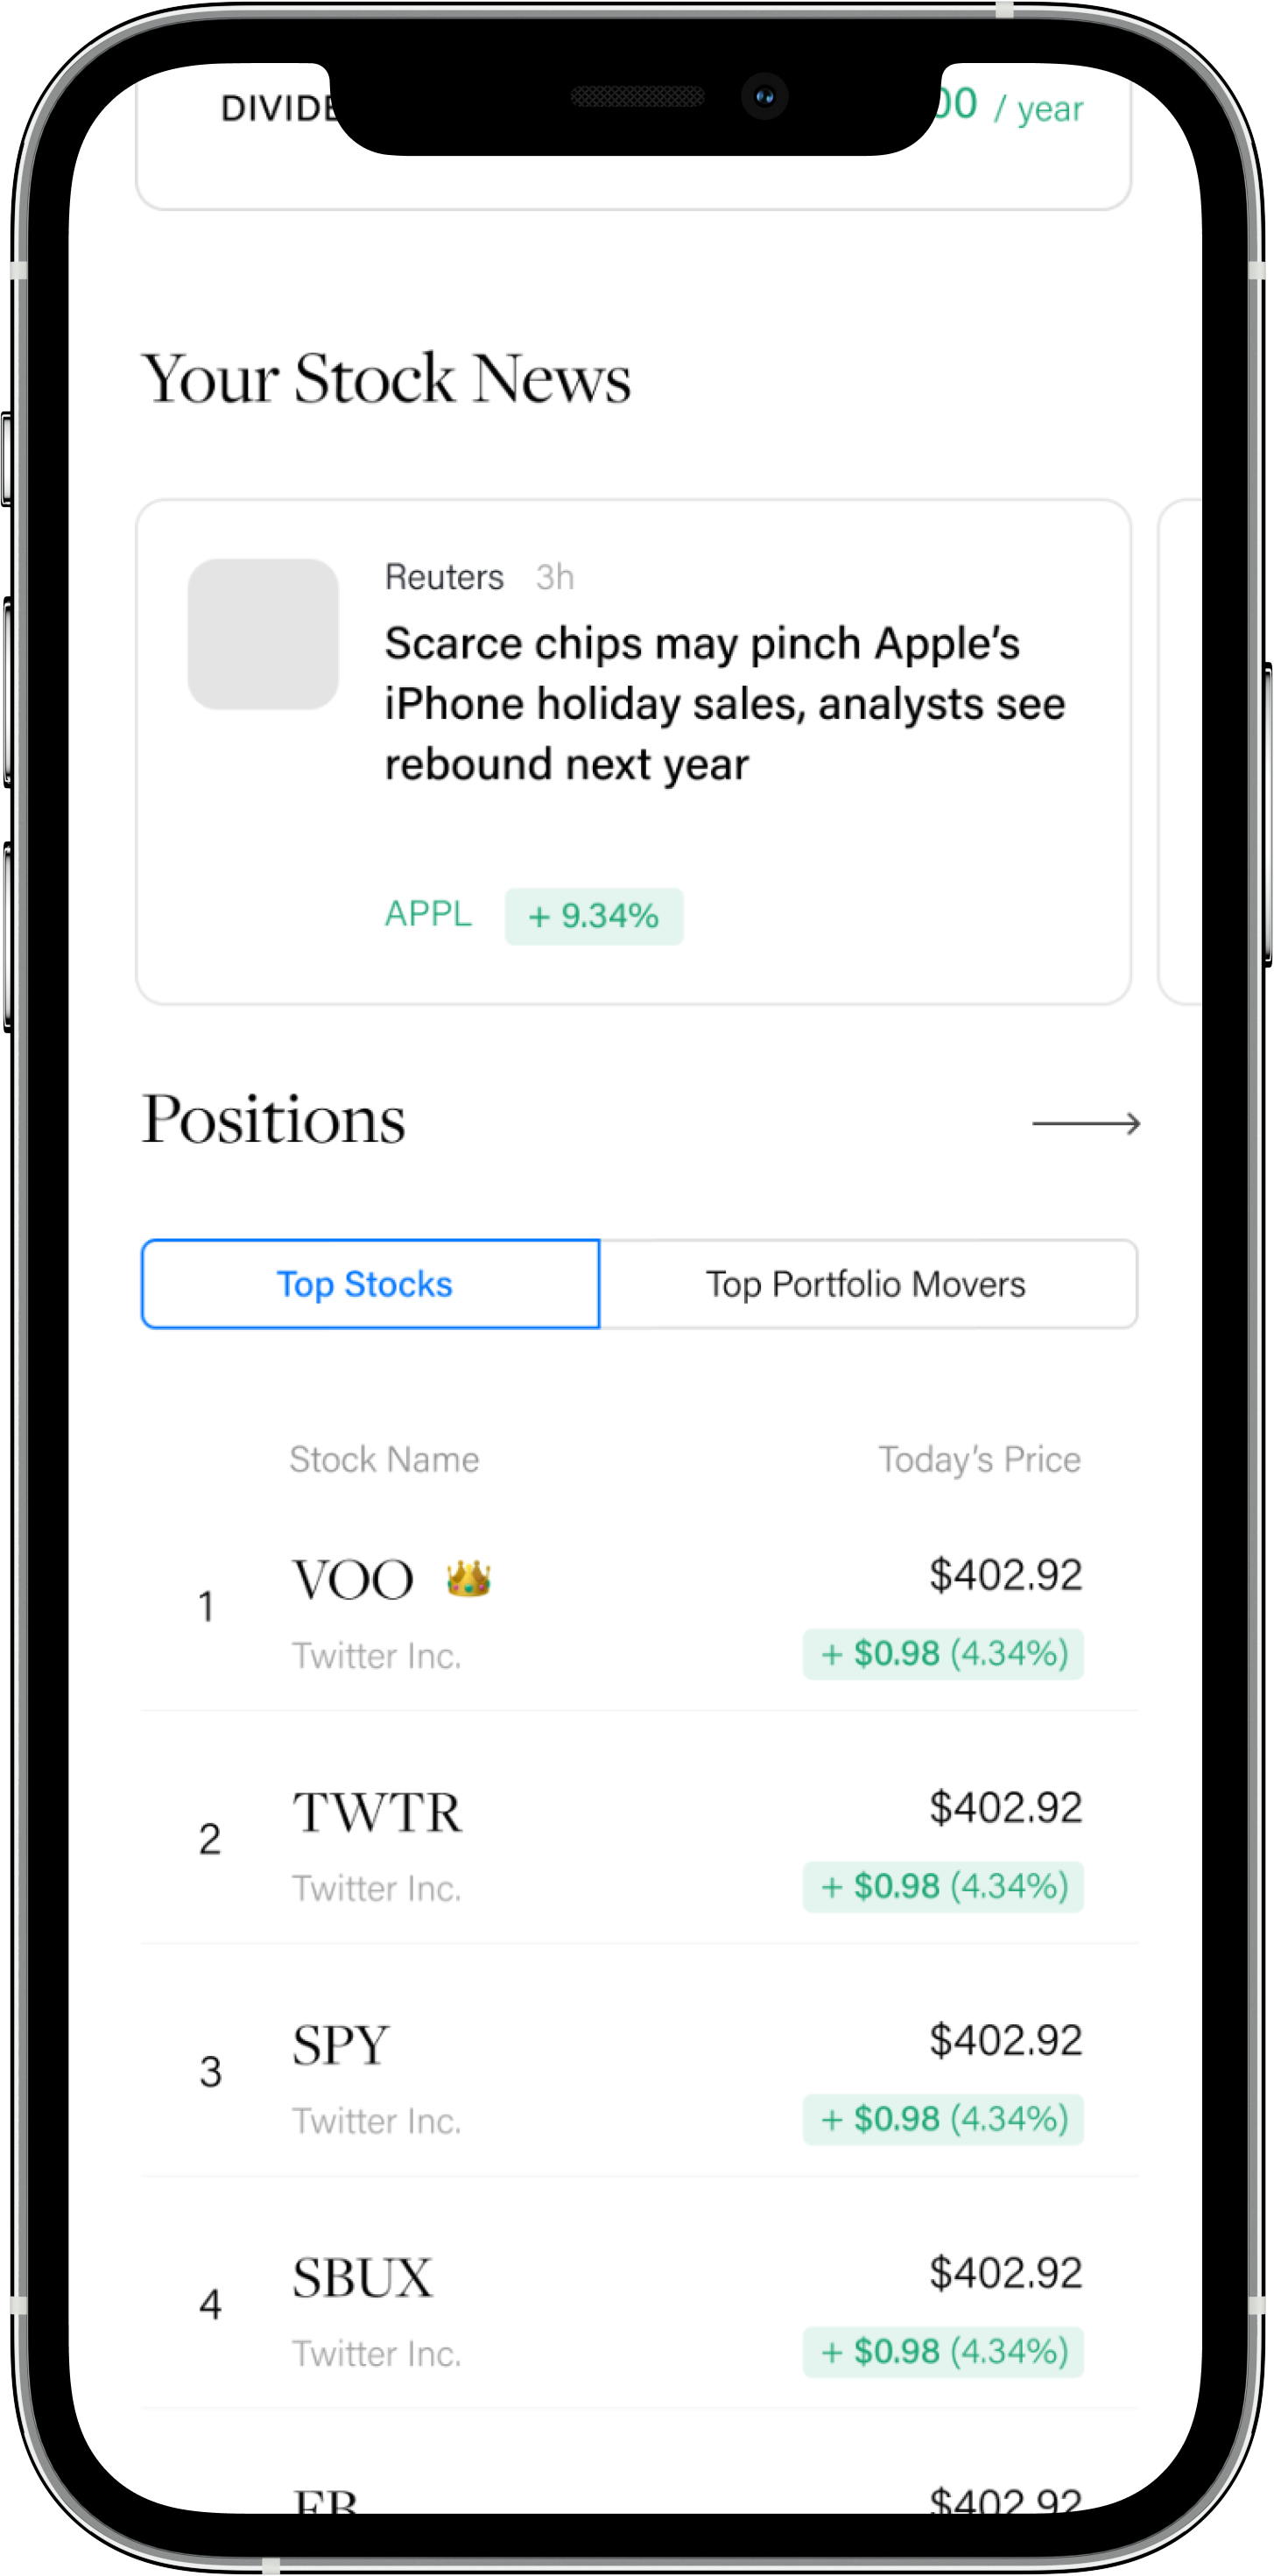 / year
Your Stock News
Reuters 3h
Scarce chips may pinch Apple’s
iPhone holiday sales, analysts see
rebound next year
APPL + 9.34%
Positions
Top Stocks Top Portfolio Movers
Stock Name Today’s Price
1 VOO 👑 $402.92
Twitter Inc. + $0.98 (4.34%)
2 TWTR $402.92
Twitter Inc. + $0.98 (4.34%)
3 SPY $402.92
Twitter Inc. + $0.98 (4.34%)
4 SBUX $402.92
Twitter Inc. + $0.98 (4.34%)
FB $402.92